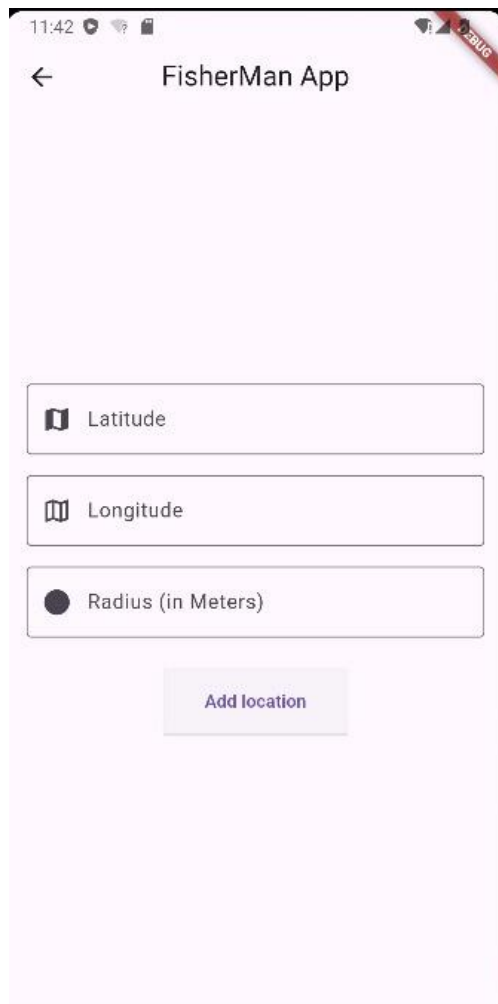 11:42
DEBUG
FisherMan App
Latitude
Longitude
Radius (in Meters)
Add location